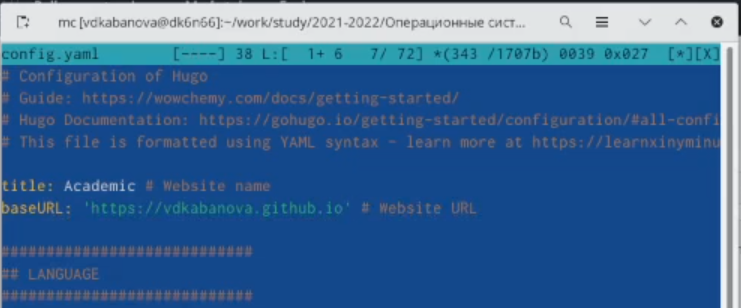 mc [vdkabanova@dk6n66]:~/work/study/2021-2022/Операционные сист...
config.yaml [----] 38 L:[ 1+ 6 7/ 72] *(343 /1707b) 0039 0x027 [*][X]
# Configuration of Hugo
# Guide: https://wowchemy.com/docs/getting-started/
# Hugo Documentation: https://gohugo.io/getting-started/configuration/#all-confi
# This file is formatted using YAML syntax - learn more at https://learnxinyminu
title: Academic # Website name
baseURL: 'https://vdkabanova.github.io' # Website URL
############################
## LANGUAGE
############################